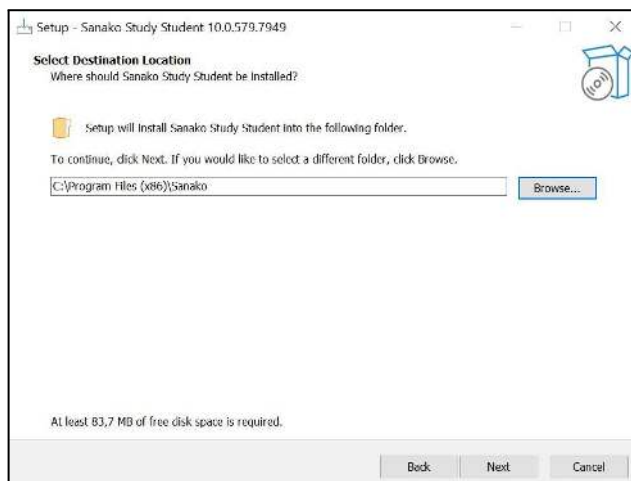 Setup - Sanako Study Student 10.0.579.7949
Select Destination Location
Where should Sanako Study Student be Installed?
Setup will Install Sanako Study Student into the following folder.
To continue, click Next. If you would like to select a different folder, click Browse.
C:\Program Files (x86)\Sanako
Browse...
At least 83,7 MB of free disk space is required.
Back
Next
Cancel